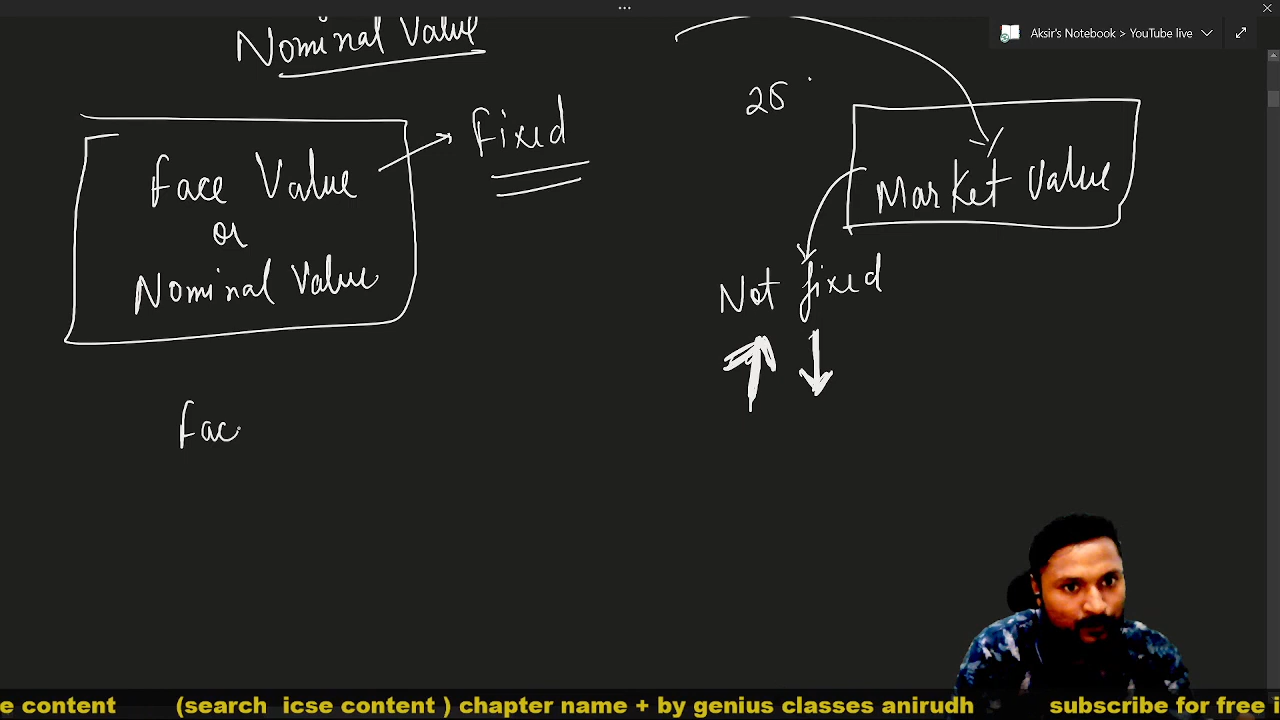 Nominal Value
Aksir's Notebook > YouTube live
Fixed
26
Face Value
or
Nominal Value
Market Value
Not fixed
Fac
e content (search icse content ) chapter name + by genius classes anirudh subscribe for free i